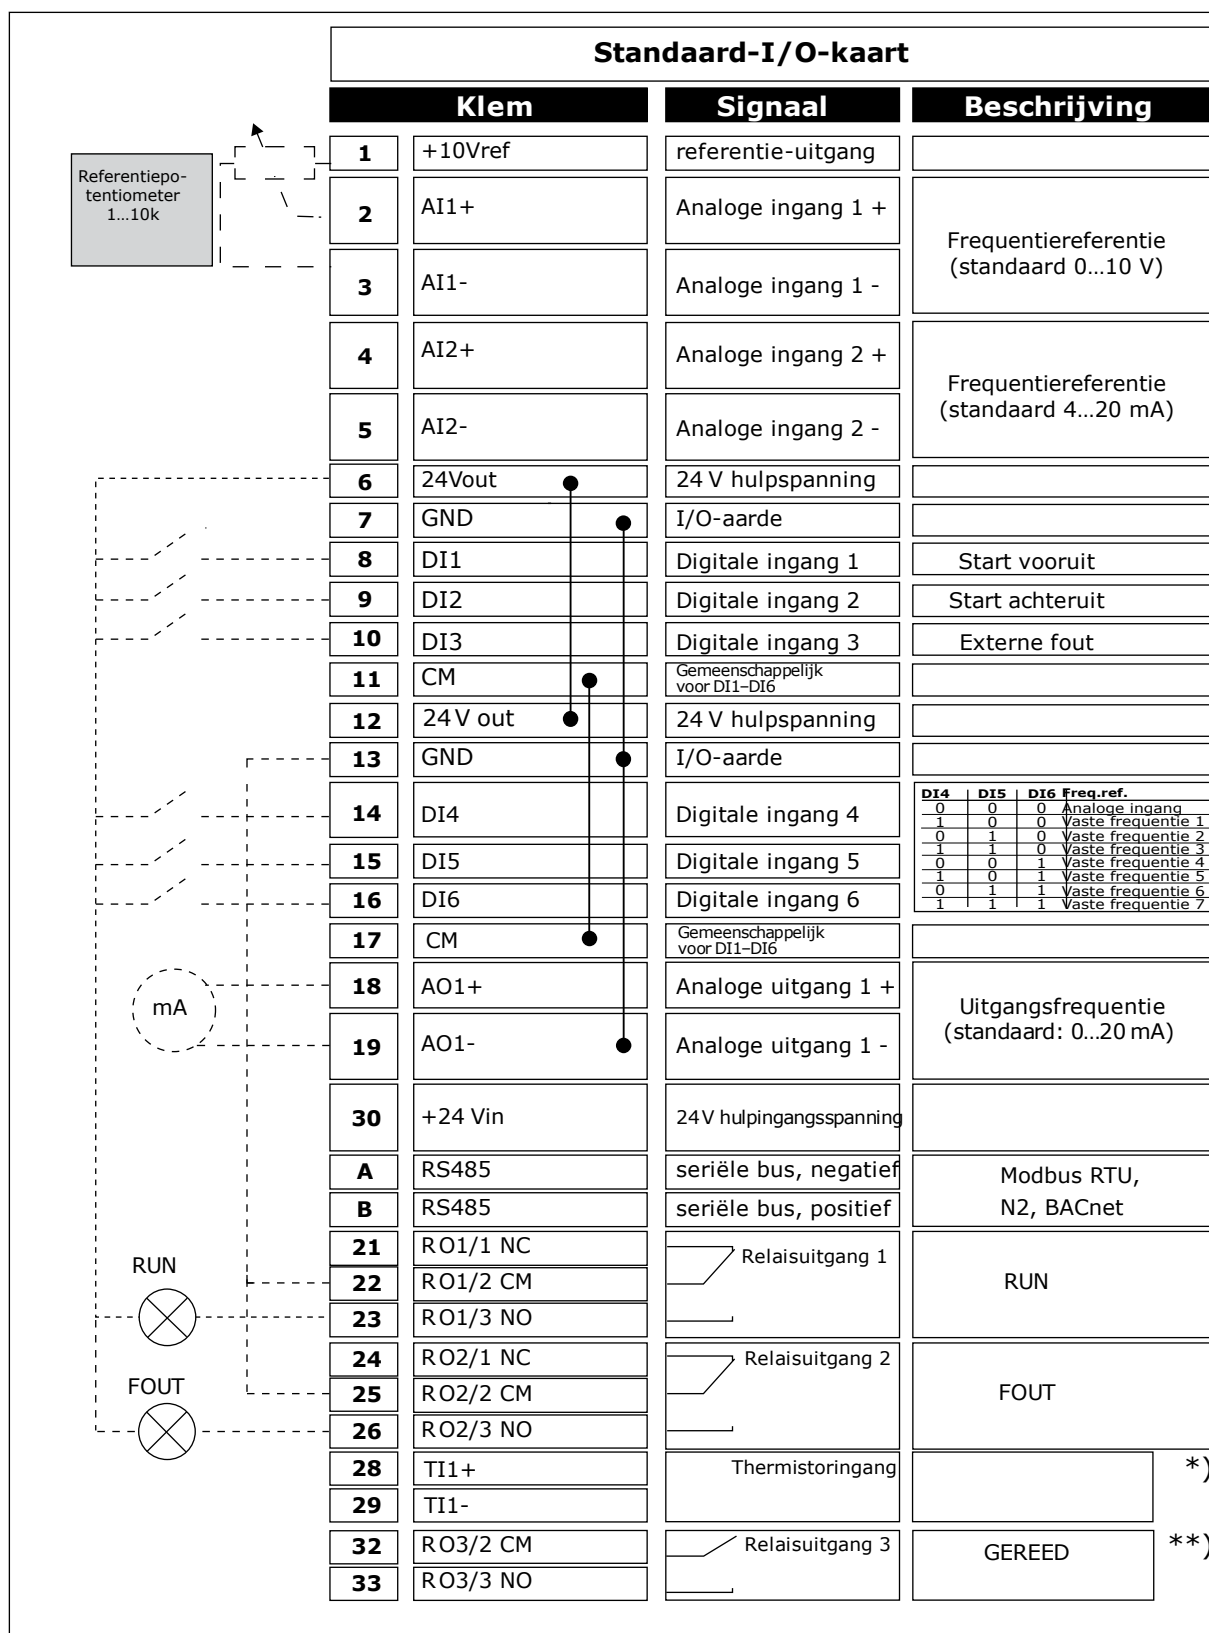 Standaard-I/O-kaart
Klem Signaal Beschrijving
Referentiepo-
tentiometer
1...10k
1 +10Vref referentie-uitgang
2 AI1+ Analoge ingang 1 +
3 AI1- Analoge ingang 1 -
Frequentiereferentie
(standaard 0...10 V)
4 AI2+ Analoge ingang 2 +
5 AI2- Analoge ingang 2 -
Frequentiereferentie
(standaard 4...20 mA)
6 24Vout 24 V hulpspanning
7 GND I/O-aarde
8 DI1 Digitale ingang 1 Start vooruit
9 DI2 Digitale ingang 2 Start achteruit
10 DI3 Digitale ingang 3 Externe fout
11 CM Gemeenschappelijk
voor DI1–DI6
12 24 V out 24 V hulpspanning
13 GND I/O-aarde
14 DI4 Digitale ingang 4
15 DI5 Digitale ingang 5
16 DI6 Digitale ingang 6
DI4 DI5 DI6 Freq.ref.
0 0 0 Analoge ingang
1 0 0 Vaste frequentie 1
0 1 0 Vaste frequentie 2
1 1 0 Vaste frequentie 3
0 0 1 Vaste frequentie 4
1 0 1 Vaste frequentie 5
0 1 1 Vaste frequentie 6
1 1 1 Vaste frequentie 7
17 CM Gemeenschappelijk
voor DI1–DI6
mA
18 AO1+ Analoge uitgang 1 +
19 AO1- Analoge uitgang 1 -
Uitgangsfrequentie
(standaard: 0...20 mA)
30 +24 Vin 24V hulpingangsspanning
A RS485 seriële bus, negatief
B RS485 seriële bus, positief
Modbus RTU,
N2, BACnet
RUN
21 RO1/1 NC Relaisuitgang 1
22 RO1/2 CM RUN
23 RO1/3 NO
FOUT
24 RO2/1 NC Relaisuitgang 2
25 RO2/2 CM FOUT
26 RO2/3 NO
28 TI1+ Thermistoringang *)
29 TI1-
32 RO3/2 CM Relaisuitgang 3 GEREED **)
33 RO3/3 NO